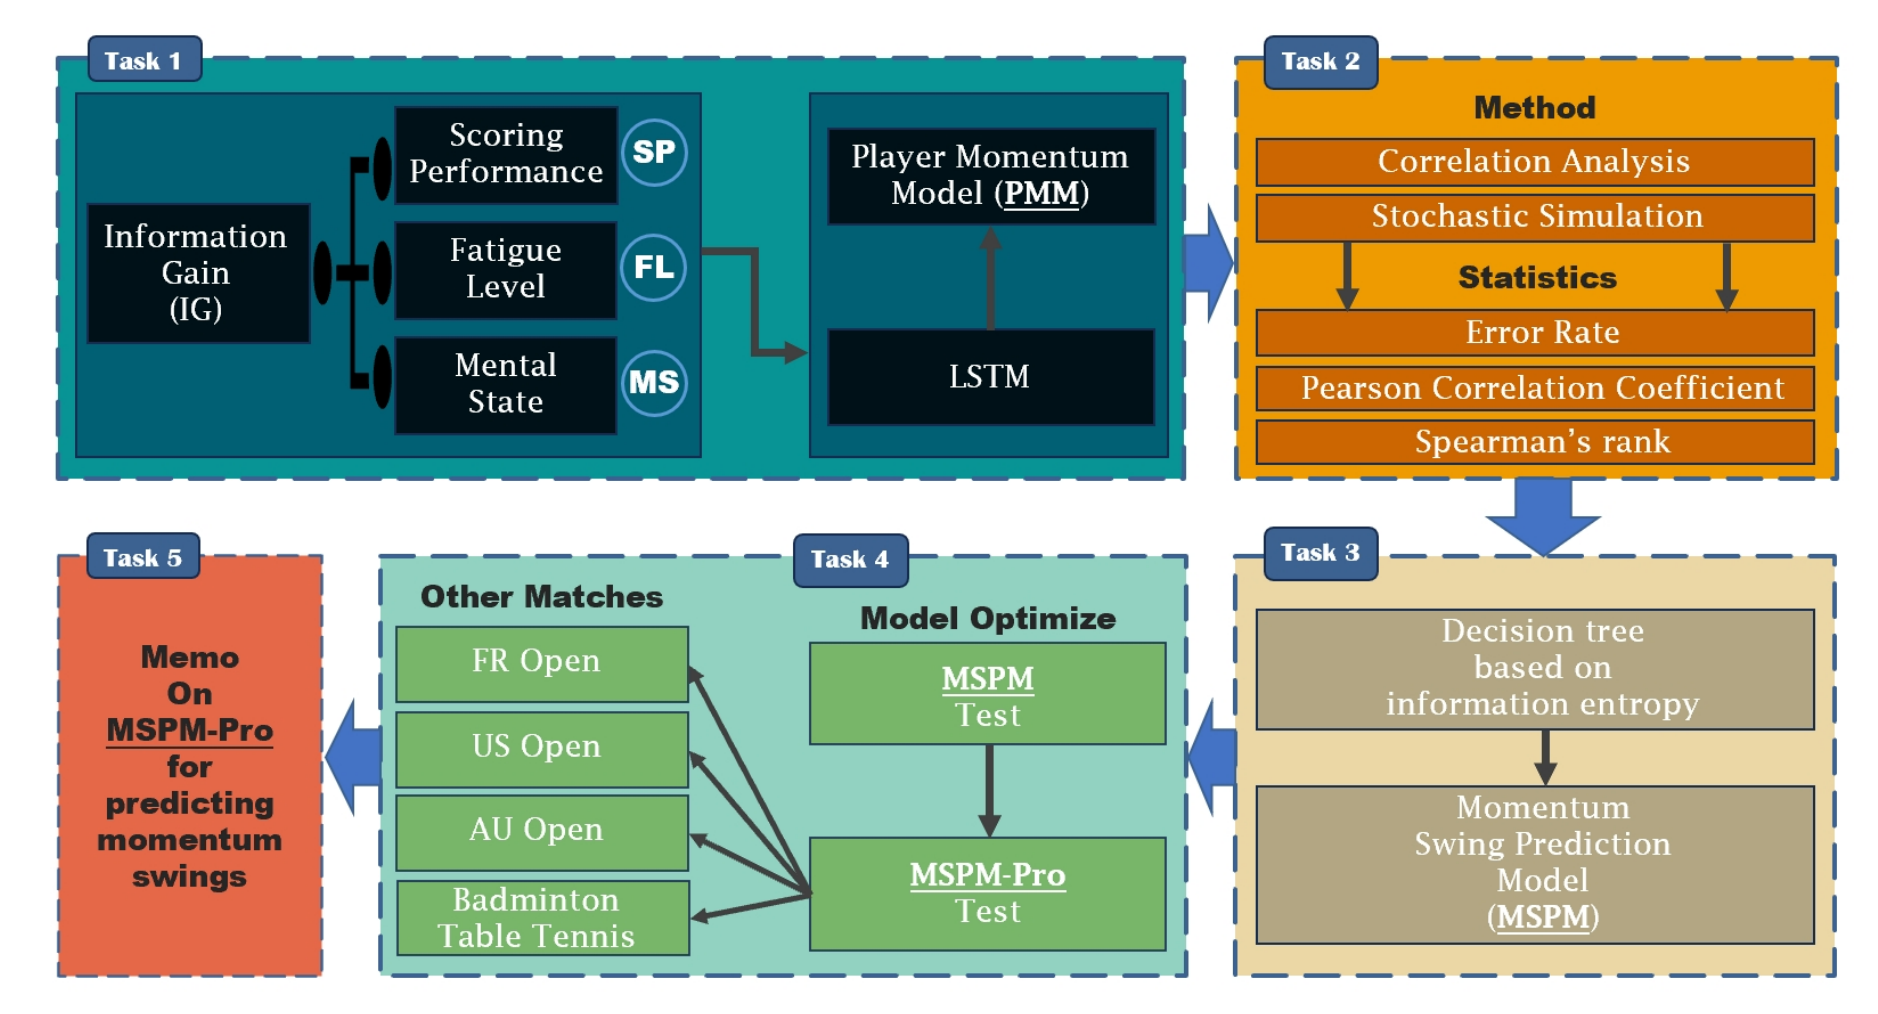 Task 1
Information
Gain
(IG)
Scoring
Performance
SP
Fatigue
Level
FL
Mental
State
MS
Player Momentum
Model (PMM)
LSTM
Task 2
Method
Correlation Analysis
Stochastic Simulation
Statistics
Error Rate
Pearson Correlation Coefficient
Spearman’s rank
Task 3
Decision tree
based on
information entropy
Momentum
Swing Prediction
Model
(MSPM)
Task 4
Model Optimize
MSPM
Test
MSPM-Pro
Test
Other Matches
FR Open
US Open
AU Open
Badminton
Table Tennis
Task 5
Memo
On
MSPM-Pro
for
predicting
momentum
swings